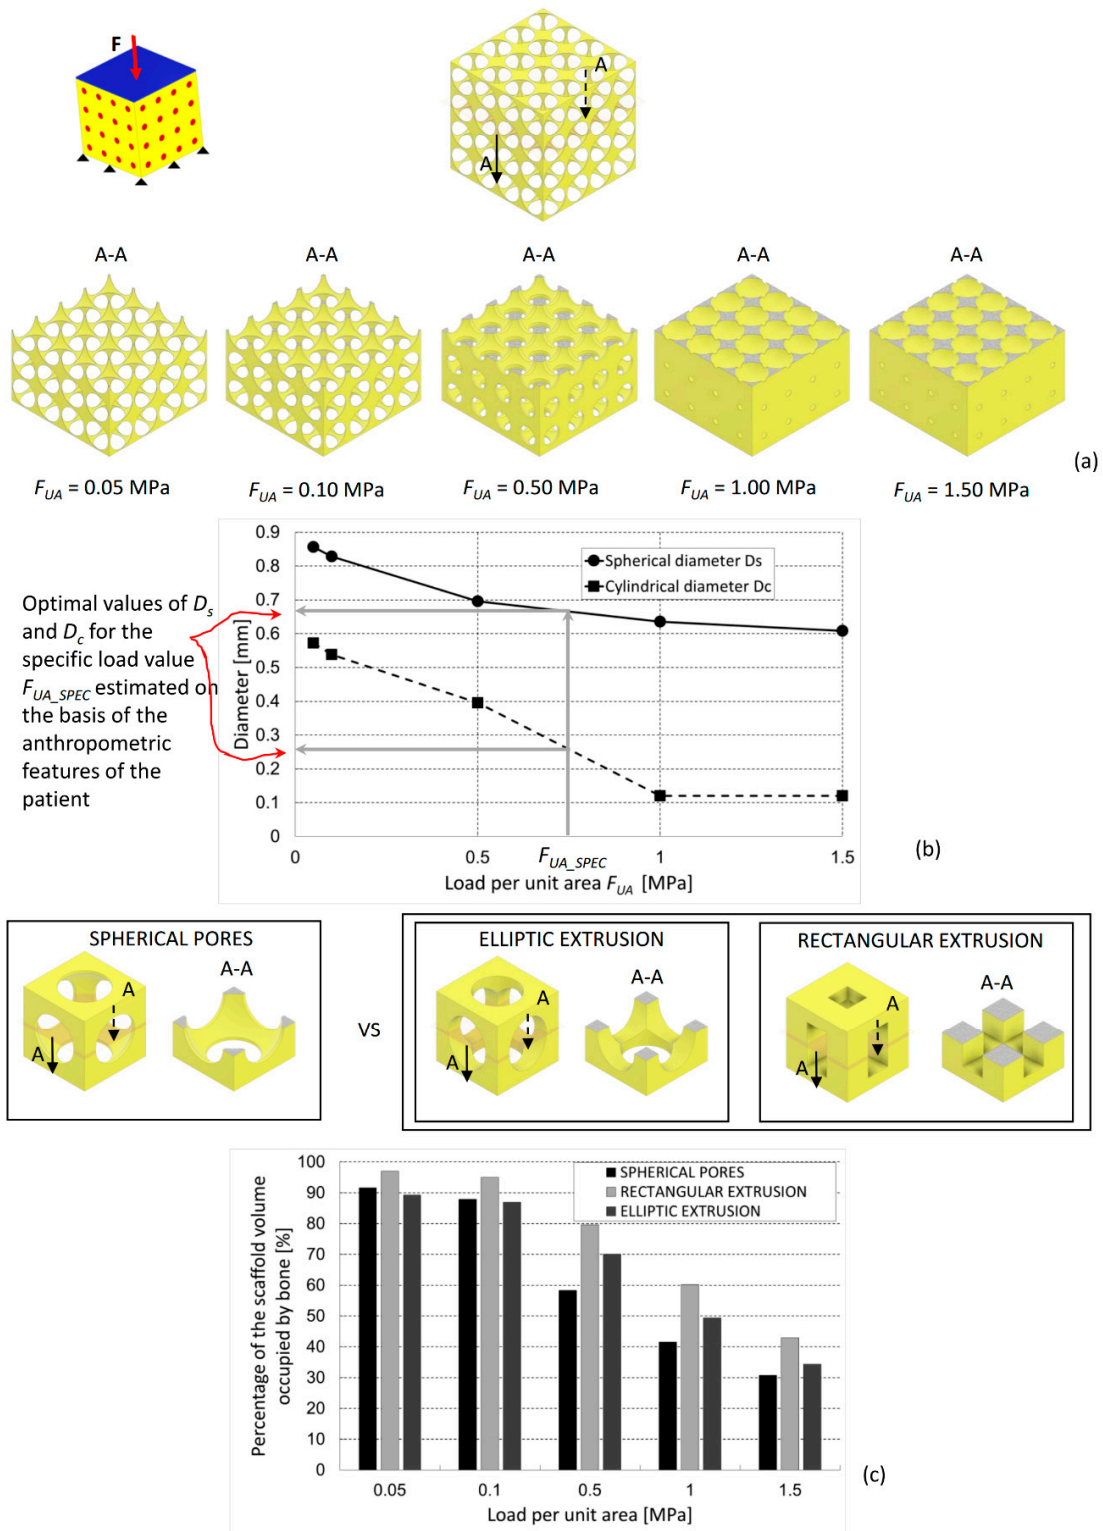 F
A
A
A-A
A-A
A-A
A-A
A-A
F_UA = 0.05 MPa
F_UA = 0.10 MPa
F_UA = 0.50 MPa
F_UA = 1.00 MPa
F_UA = 1.50 MPa
(a)
Optimal values of D_s
and D_c for the
specific load value
F_UA_SPEC estimated on
the basis of the
anthropometric
features of the
patient
Diameter [mm]
0.9
0.8
0.7
0.6
0.5
0.4
0.3
0.2
0.1
0
Spherical diameter Ds
Cylindrical diameter Dc
0
0.5
F_UA_SPEC
1
1.5
Load per unit area F_UA [MPa]
(b)
SPHERICAL PORES
A-A
A
A
VS
ELLIPTIC EXTRUSION
A-A
A
A
RECTANGULAR EXTRUSION
A-A
A
A
Percentage of the scaffold volume
occupied by bone [%]
100
90
80
70
60
50
40
30
20
10
0
SPHERICAL PORES
RECTANGULAR EXTRUSION
ELLIPTIC EXTRUSION
0.05
0.1
0.5
1
1.5
Load per unit area [MPa]
(c)